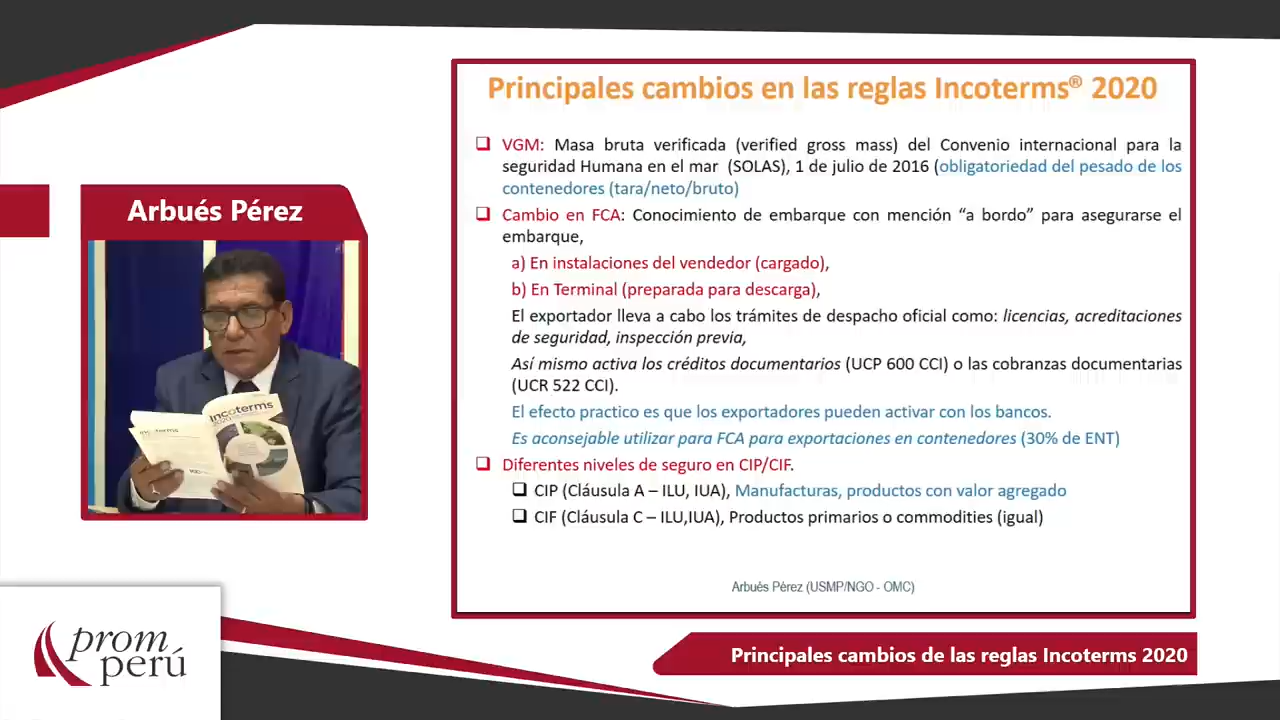 Principales cambios en las reglas Incoterms® 2020
❑ VGM: Masa bruta verificada (verified gross mass) del Convenio internacional para la
seguridad Humana en el mar (SOLAS), 1 de julio de 2016 (obligatoriedad del pesado de los
contenedores (tara/neto/bruto)
❑ Cambio en FCA: Conocimiento de embarque con mención “a bordo” para asegurarse el
embarque,
a) En instalaciones del vendedor (cargado),
b) En Terminal (preparada para descarga),
El exportador lleva a cabo los trámites de despacho oficial como: licencias, acreditaciones
de seguridad, inspección previa,
Así mismo activa los créditos documentarios (UCP 600 CCI) o las cobranzas documentarias
(UCR 522 CCI).
El efecto practico es que los exportadores pueden activar con los bancos.
Es aconsejable utilizar para FCA para exportaciones en contenedores (30% de ENT)
❑ Diferentes niveles de seguro en CIP/CIF.
❑ CIP (Cláusula A – ILU, IUA), Manufacturas, productos con valor agregado
❑ CIF (Cláusula C – ILU,IUA), Productos primarios o commodities (igual)
Arbués Pérez (USMP/NGO - OMC)
Arbués Pérez
Incoterms
2020
prom
perú
Principales cambios de las reglas Incoterms 2020